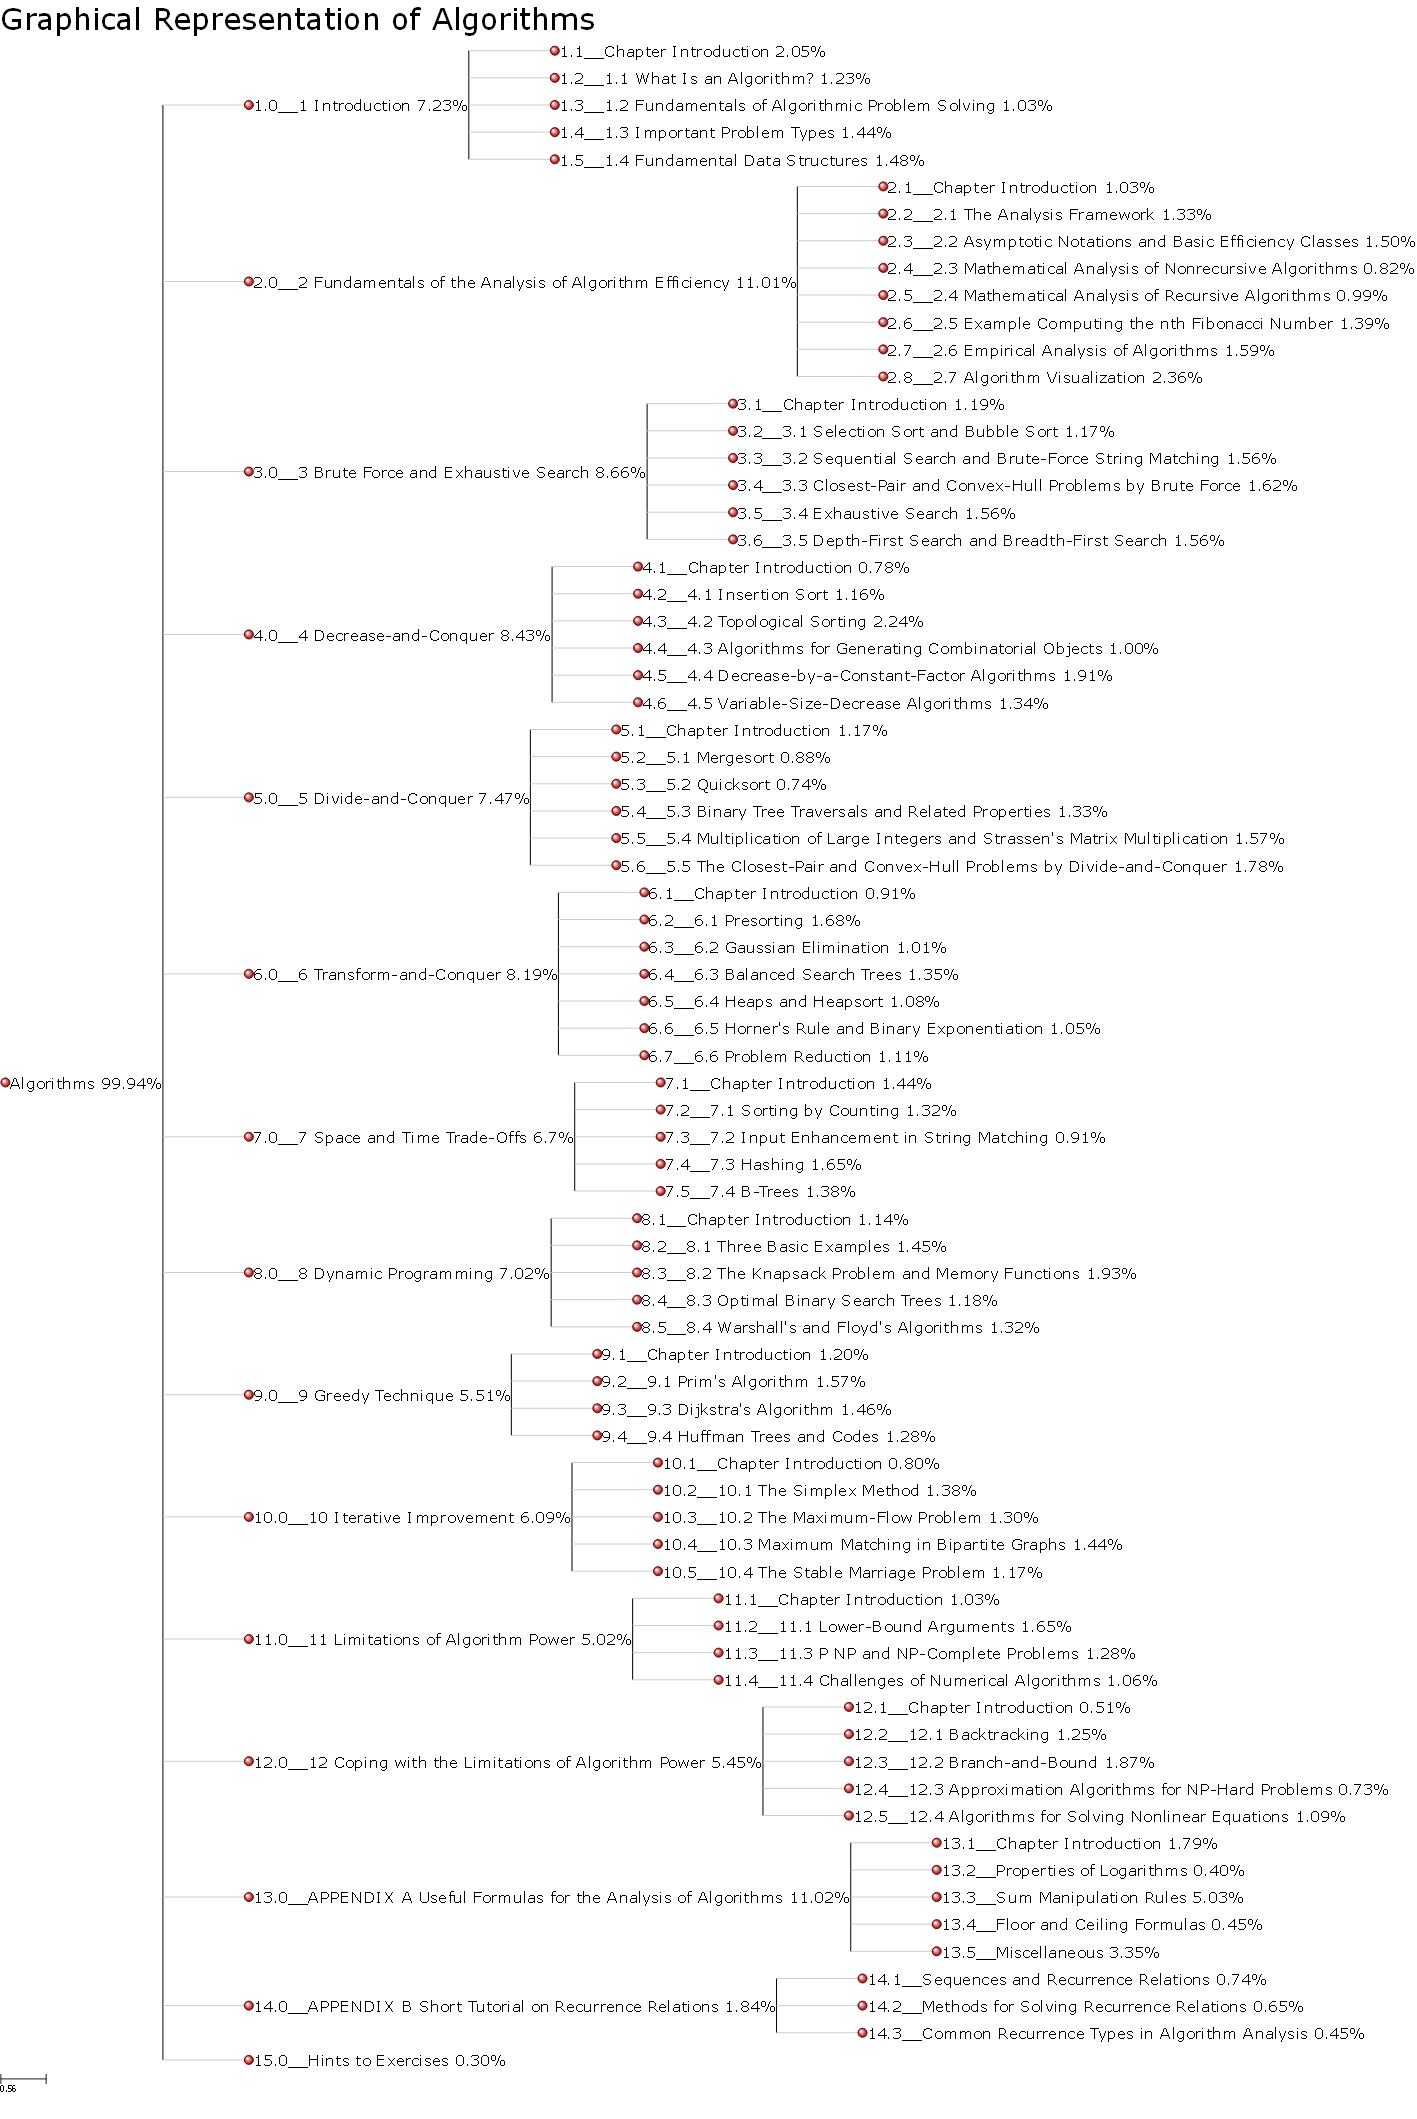 Graphical Representation of Algorithms
1.1__Chapter Introduction 2.05%
1.2__1.1 What Is an Algorithm? 1.23%
1.0__1 Introduction 7.23%
1.3__1.2 Fundamentals of Algorithmic Problem Solving 1.03%
1.4__1.3 Important Problem Types 1.44%
1.5__1.4 Fundamental Data Structures 1.48%
2.1__Chapter Introduction 1.03%
2.2__2.1 The Analysis Framework 1.33%
2.3__2.2 Asymptotic Notations and Basic Efficiency Classes 1.50%
2.4__2.3 Mathematical Analysis of Nonrecursive Algorithms 0.82%
2.0__2 Fundamentals of the Analysis of Algorithm Efficiency 11.01%
2.5__2.4 Mathematical Analysis of Recursive Algorithms 0.99%
2.6__2.5 Example Computing the nth Fibonacci Number 1.39%
2.7__2.6 Empirical Analysis of Algorithms 1.59%
2.8__2.7 Algorithm Visualization 2.36%
3.1__Chapter Introduction 1.19%
3.2__3.1 Selection Sort and Bubble Sort 1.17%
3.3__3.2 Sequential Search and Brute-Force String Matching 1.56%
3.0__3 Brute Force and Exhaustive Search 8.66%
3.4__3.3 Closest-Pair and Convex-Hull Problems by Brute Force 1.62%
3.5__3.4 Exhaustive Search 1.56%
3.6__3.5 Depth-First Search and Breadth-First Search 1.56%
4.1__Chapter Introduction 0.78%
4.2__4.1 Insertion Sort 1.16%
4.3__4.2 Topological Sorting 2.24%
4.0__4 Decrease-and-Conquer 8.43%
4.4__4.3 Algorithms for Generating Combinatorial Objects 1.00%
4.5__4.4 Decrease-by-a-Constant-Factor Algorithms 1.91%
4.6__4.5 Variable-Size-Decrease Algorithms 1.34%
5.1__Chapter Introduction 1.17%
5.2__5.1 Mergesort 0.88%
5.3__5.2 Quicksort 0.74%
5.0__5 Divide-and-Conquer 7.47%
5.4__5.3 Binary Tree Traversals and Related Properties 1.33%
5.5__5.4 Multiplication of Large Integers and Strassen's Matrix Multiplication 1.57%
5.6__5.5 The Closest-Pair and Convex-Hull Problems by Divide-and-Conquer 1.78%
6.1__Chapter Introduction 0.91%
6.2__6.1 Presorting 1.68%
6.3__6.2 Gaussian Elimination 1.01%
6.0__6 Transform-and-Conquer 8.19%
6.4__6.3 Balanced Search Trees 1.35%
6.5__6.4 Heaps and Heapsort 1.08%
6.6__6.5 Horner's Rule and Binary Exponentiation 1.05%
6.7__6.6 Problem Reduction 1.11%
Algorithms 99.94%
7.1__Chapter Introduction 1.44%
7.2__7.1 Sorting by Counting 1.32%
7.0__7 Space and Time Trade-Offs 6.7%
7.3__7.2 Input Enhancement in String Matching 0.91%
7.4__7.3 Hashing 1.65%
7.5__7.4 B-Trees 1.38%
8.1__Chapter Introduction 1.14%
8.2__8.1 Three Basic Examples 1.45%
8.0__8 Dynamic Programming 7.02%
8.3__8.2 The Knapsack Problem and Memory Functions 1.93%
8.4__8.3 Optimal Binary Search Trees 1.18%
8.5__8.4 Warshall's and Floyd's Algorithms 1.32%
9.1__Chapter Introduction 1.20%
9.2__9.1 Prim's Algorithm 1.57%
9.0__9 Greedy Technique 5.51%
9.3__9.3 Dijkstra's Algorithm 1.46%
9.4__9.4 Huffman Trees and Codes 1.28%
10.1__Chapter Introduction 0.80%
10.2__10.1 The Simplex Method 1.38%
10.0__10 Iterative Improvement 6.09%
10.3__10.2 The Maximum-Flow Problem 1.30%
10.4__10.3 Maximum Matching in Bipartite Graphs 1.44%
10.5__10.4 The Stable Marriage Problem 1.17%
11.1__Chapter Introduction 1.03%
11.2__11.1 Lower-Bound Arguments 1.65%
11.0__11 Limitations of Algorithm Power 5.02%
11.3__11.3 P NP and NP-Complete Problems 1.28%
11.4__11.4 Challenges of Numerical Algorithms 1.06%
12.1__Chapter Introduction 0.51%
12.2__12.1 Backtracking 1.25%
12.0__12 Coping with the Limitations of Algorithm Power 5.45%
12.3__12.2 Branch-and-Bound 1.87%
12.4__12.3 Approximation Algorithms for NP-Hard Problems 0.73%
12.5__12.4 Algorithms for Solving Nonlinear Equations 1.09%
13.1__Chapter Introduction 1.79%
13.2__Properties of Logarithms 0.40%
13.0__APPENDIX A Useful Formulas for the Analysis of Algorithms 11.02%
13.3__Sum Manipulation Rules 5.03%
13.4__Floor and Ceiling Formulas 0.45%
13.5__Miscellaneous 3.35%
14.1__Sequences and Recurrence Relations 0.74%
14.0__APPENDIX B Short Tutorial on Recurrence Relations 1.84%
14.2__Methods for Solving Recurrence Relations 0.65%
14.3__Common Recurrence Types in Algorithm Analysis 0.45%
15.0__Hints to Exercises 0.30%
0.56